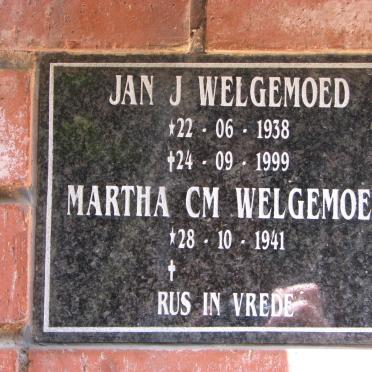 JAN J WELGEMOED
*22 - 06 - 1938
✝24 - 09 - 1999
MARTHA CM WELGEMOE
*28 - 10 - 1941
✝
RUS IN VREDE